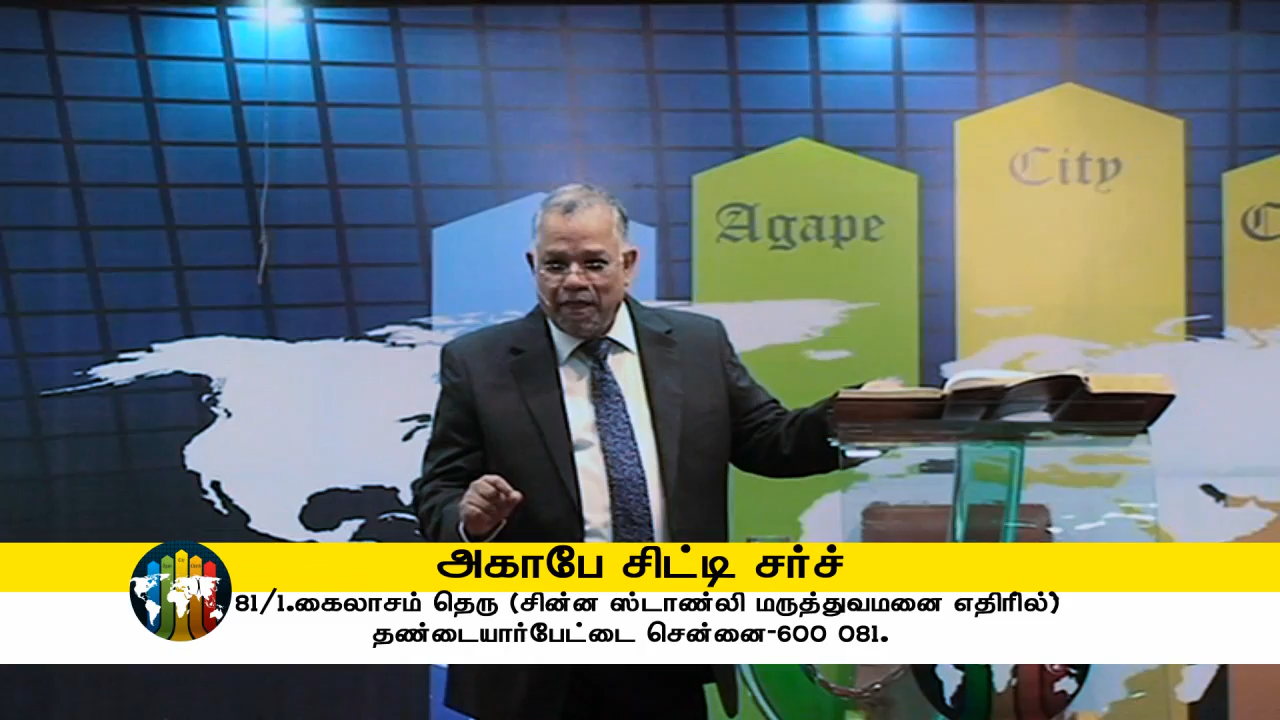 Agape
City
C
அகாபே சிட்டி சர்ச்
81/1.கைலாசம் தெரு (சின்ன ஸ்டாண்லி மருத்துவமனை எதிரில்)
தண்டையார்பேட்டை சென்னை-600 081.